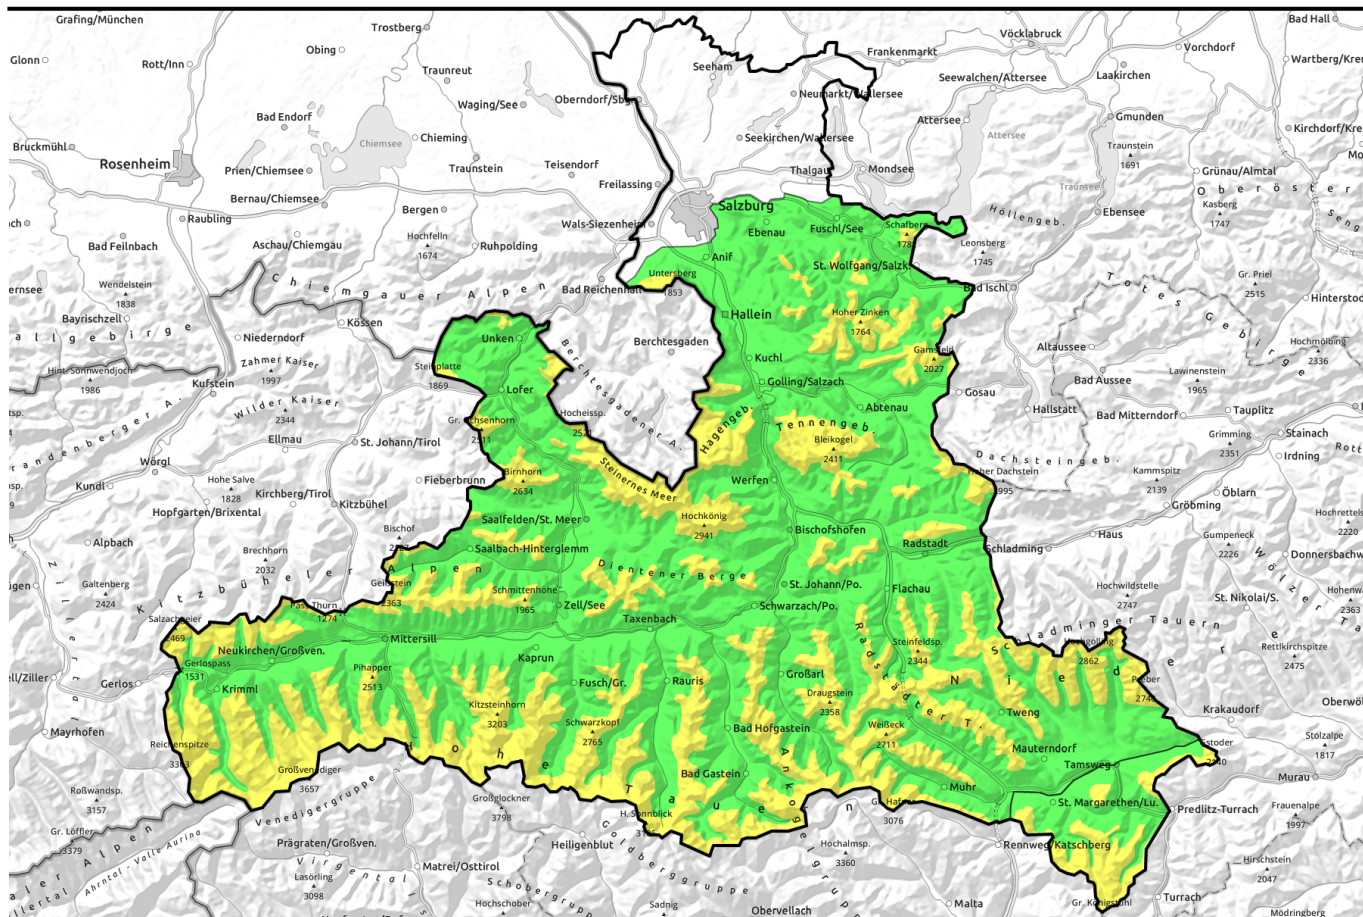 Grafing/München
Trostberg
Bad Hall
Obing
Vöcklabruck
Frankenmarkt
Vorchdorf
Glonn
Rott/Inn
Seeham
Laakirchen
Wartberg/Krem
Traunreut
Seewalchen/Attersee
Waging/See
Oberndorf/Sbg.
Neumarkt/Wallersee
Bad Endorf
Attersee
Gmunden
Kirchdorf/Kre
Chiemsee
Chieming
Seekirchen/Wallersee
Attersee
Bruckmühl
Traunstein
1691
Rosenheim
Prien/Chiemsee
Traunstein
Teisendorf
Thalgau
Mondsee
Grünau/Almtal
Freilassing
Traunsee
Oberöster
Bernau/Chiemsee
Bergen
Salzburg
Höllengeb.
Ebensee
Kasberg
1747
Raubling
Wals-Siezenheim
Ebenau
Fuschl/See
Schafberg
Bad Feilnbach
Aschau/Chiemgau
Hochfelln
1674
Ruhpolding
Anif
Leonsberg
1745
Wendelstein
1838
Chiemgauer Alpen
Untersberg
1853
St. Wolfgang/Salzk.
Totes Gebirge
Gr. Priel
2515
Bad Reichenhall
Bad Ischl
Hinterstod
Bayrischzell
Kössen
Hallein
Hoher Zinken
1764
Niederndorf
Unken
Berchtesgaden
Altaussee
Hochmölbing
2336
Zahmer Kaiser
1997
Steinplatte
1869
Kuchl
Gamsfeld
2027
Hint. Sonnwendjoch
1986
Kufstein
Bad Aussee
Lawinenstein
1965
Lofer
Golling/Salzach
Gosau
Wilder Kaiser
2344
Berchtesgadener A.
Hocheissp.
2521
Abtenau
Hallstatt
Bad Mitterndorf
Tauplitz
Ellmau
St. Johann/Tirol
Hagengeb.
Tennengeb.
Bleikogel
2411
Grimming
2351
Stainach
Irdning
Wörgl
Steinernes Meer
Dachsteingeb.
Kundl
Hohe Salve
1828
Fieberbrunn
Birnhorn
2634
Werfen
Hoher Dachstein
2995
Kammspitz
2139
Öblarn
Hopfgarten/Brixental
Kirchberg/Tirol
Kitzbühel
Saalfelden/St. Meer
Hochkönig
2941
Gröbming
Alpbach
Bischofshofen
Haus
Gumpeneck
2226
Brechhorn
2032
Saalbach-Hinterglemm
Radstadt
Schladming
Donnersbachw
Galtenberg
2424
Kitzbüheler Alpen
Geißstein
2363
Dientener Berge
Wölzer
Schmittenhöhe
1965
St. Johann/Po.
Flachau
Hochwildstelle
2747
St. Nikolai/S.
Pass Thurn
1274
Zell/See
Schwarzach/Po.
Salzachgeier
2469
Taxenbach
Schladminger Tauern
Mittersill
Steinfeldsp.
2344
Hochgolling
2862
Rettlkirchspitze
2475
Neukirchen/Großven.
Gerlospass
1531
Kaprun
Gerlos
Krimml
Pihapper
2513
Fusch/Gr.
Rauris
Großarl
Radstädter T.
Kitzsteinhorn
3203
Draugstein
2358
Tweng
Krakaudorf
Mayrhofen
Schwarzkopf
2765
Bad Hofgastein
Weißeck
2711
Stolzalpe
1817
Reichenspitze
Mauterndorf
Großvenediger
3657
Bad Gastein
Tamsweg
Murau
Roßwandsp.
3157
Hohe Tauern
Muhr
St. Margarethen/Lu.
Predlitz-Turrach
Frauenalpe
1997
Großglockner
3798
H. Sonnblick
3076
Gr. Löffler
3379
Venedigergruppe
Prägraten/Großven.
Heiligenblut
Hochalmsp.
3360
Rennweg/Katschberg
Ahrntal - Valle Aurina
Matrei/Osttirol
Goldberggruppe
Hirschstein
2047
Lasörling
3098
Schobergruppe
Hochschober
Sadnig
Obervellach
Malta
Gr. Königstuhl
Turrach
Mödringberg